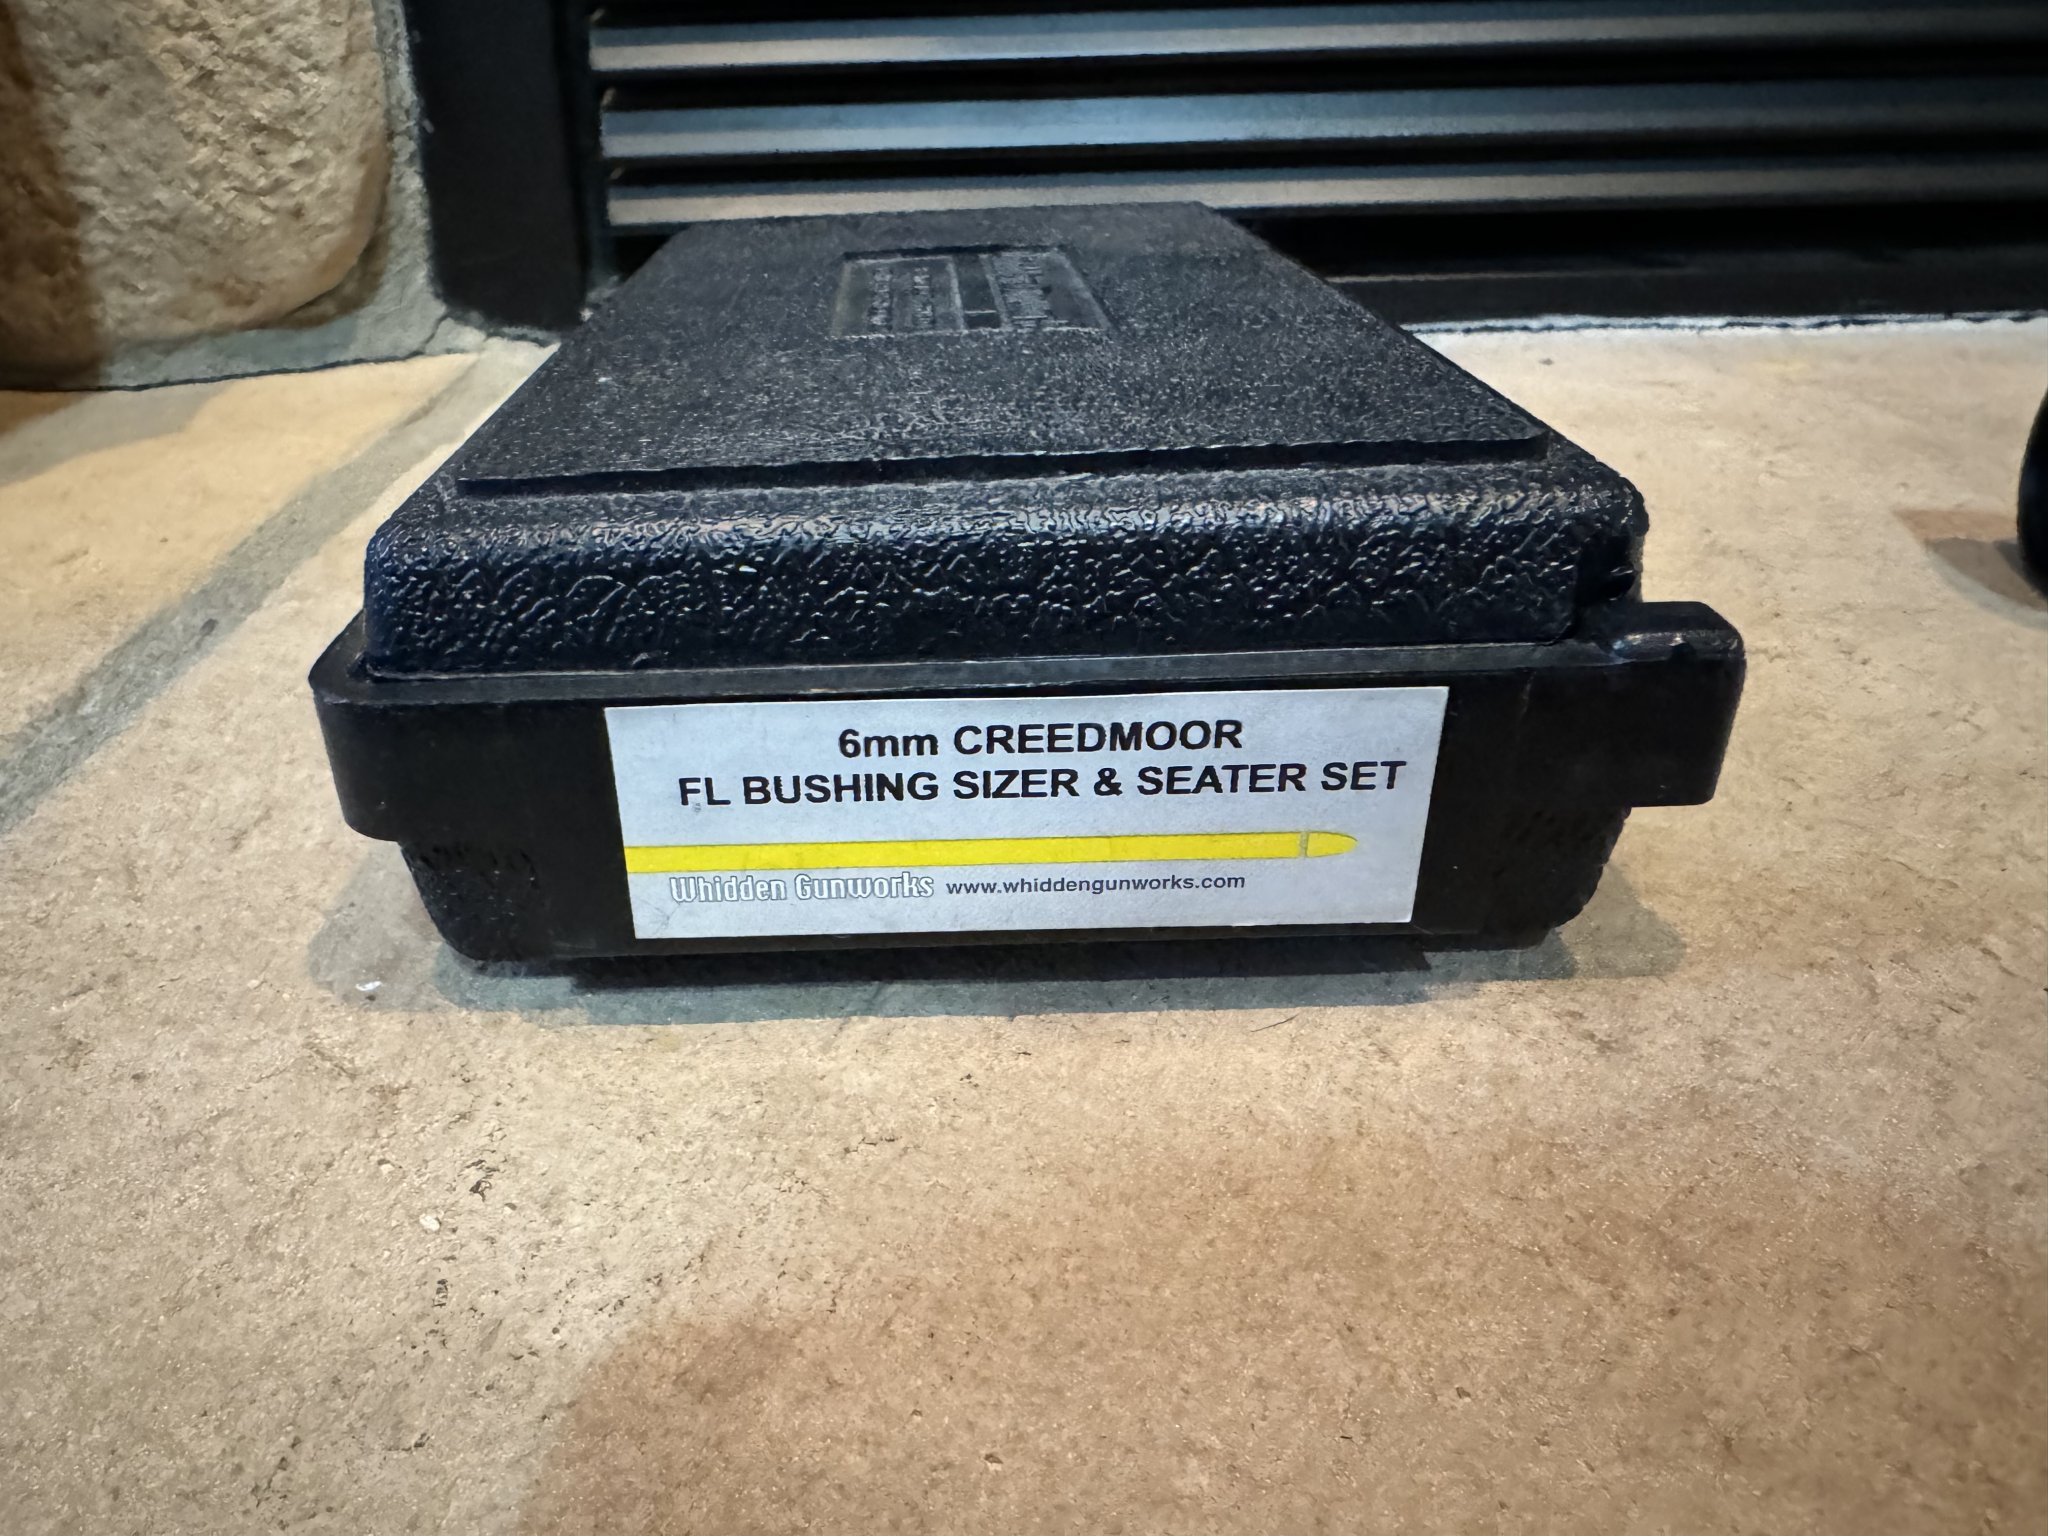 6mm CREEDMOOR
FL BUSHING SIZER & SEATER SET
Whidden Gunworks www.whiddengunworks.com